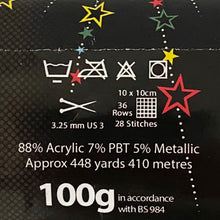 10 x 10cm
36
Rows
3.25 mm US 3
28 Stitches
88% Acrylic 7% PBT 5% Metallic
Approx 448 yards 410 metres
100g in accordance
with BS 984